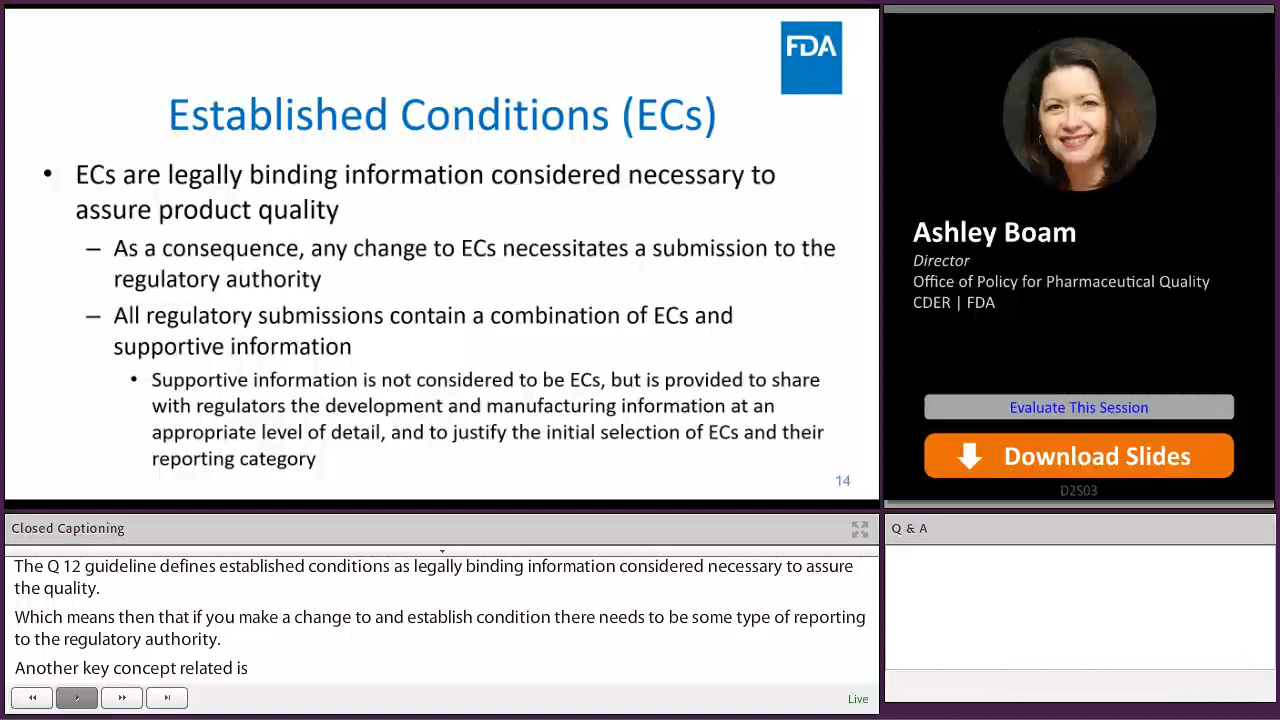 FDA
Established Conditions (ECs)
• ECs are legally binding information considered necessary to
assure product quality
– As a consequence, any change to ECs necessitates a submission to the
regulatory authority
– All regulatory submissions contain a combination of ECs and
supportive information
• Supportive information is not considered to be ECs, but is provided to share
with regulators the development and manufacturing information at an
appropriate level of detail, and to justify the initial selection of ECs and their
reporting category
14
Ashley Boam
Director
Office of Policy for Pharmaceutical Quality
CDER | FDA
Evaluate This Session
Download Slides
D2S03
Closed Captioning
The Q 12 guideline defines established conditions as legally binding information considered necessary to assure
the quality.
Which means then that if you make a change to and establish condition there needs to be some type of reporting
to the regulatory authority.
Another key concept related is
Live
Q & A